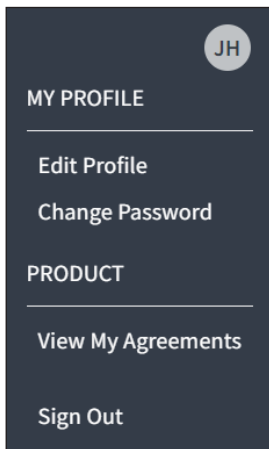 JH
MY PROFILE
Edit Profile
Change Password
PRODUCT
View My Agreements
Sign Out